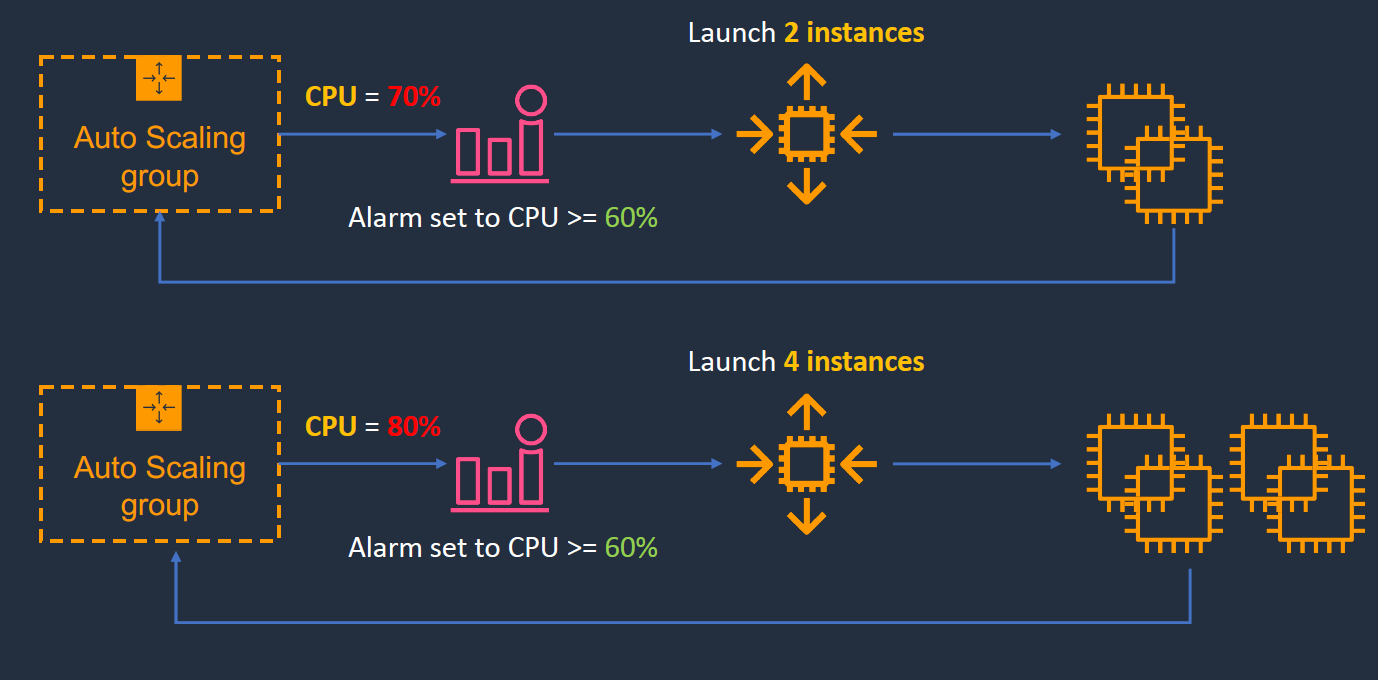 Launch 2 instances
CPU = 70%
Auto Scaling
group
Alarm set to CPU >= 60%
Launch 4 instances
CPU = 80%
Auto Scaling
group
Alarm set to CPU >= 60%